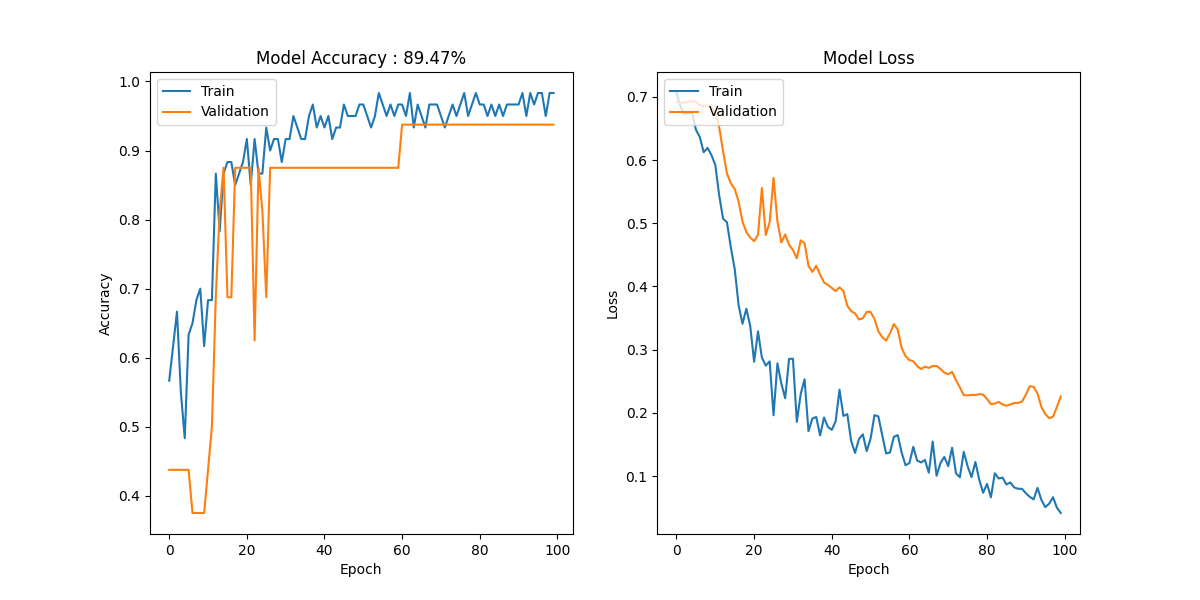 Model Accuracy : 89.47%
Train
Validation
1.0
0.9
0.8
0.7
0.6
0.5
0.4
Accuracy
0 20 40 60 80 100
Epoch
Model Loss
Train
Validation
0.7
0.6
0.5
0.4
0.3
0.2
0.1
Loss
0 20 40 60 80 100
Epoch